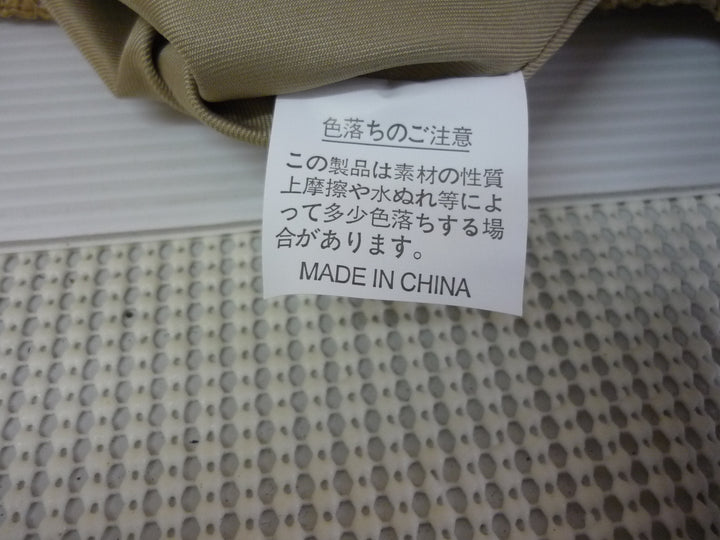 色落ちのご注意
この製品は素材の性質
上摩擦や水ぬれ等によ
って多少色落ちする場
合があります。
MADE IN CHINA